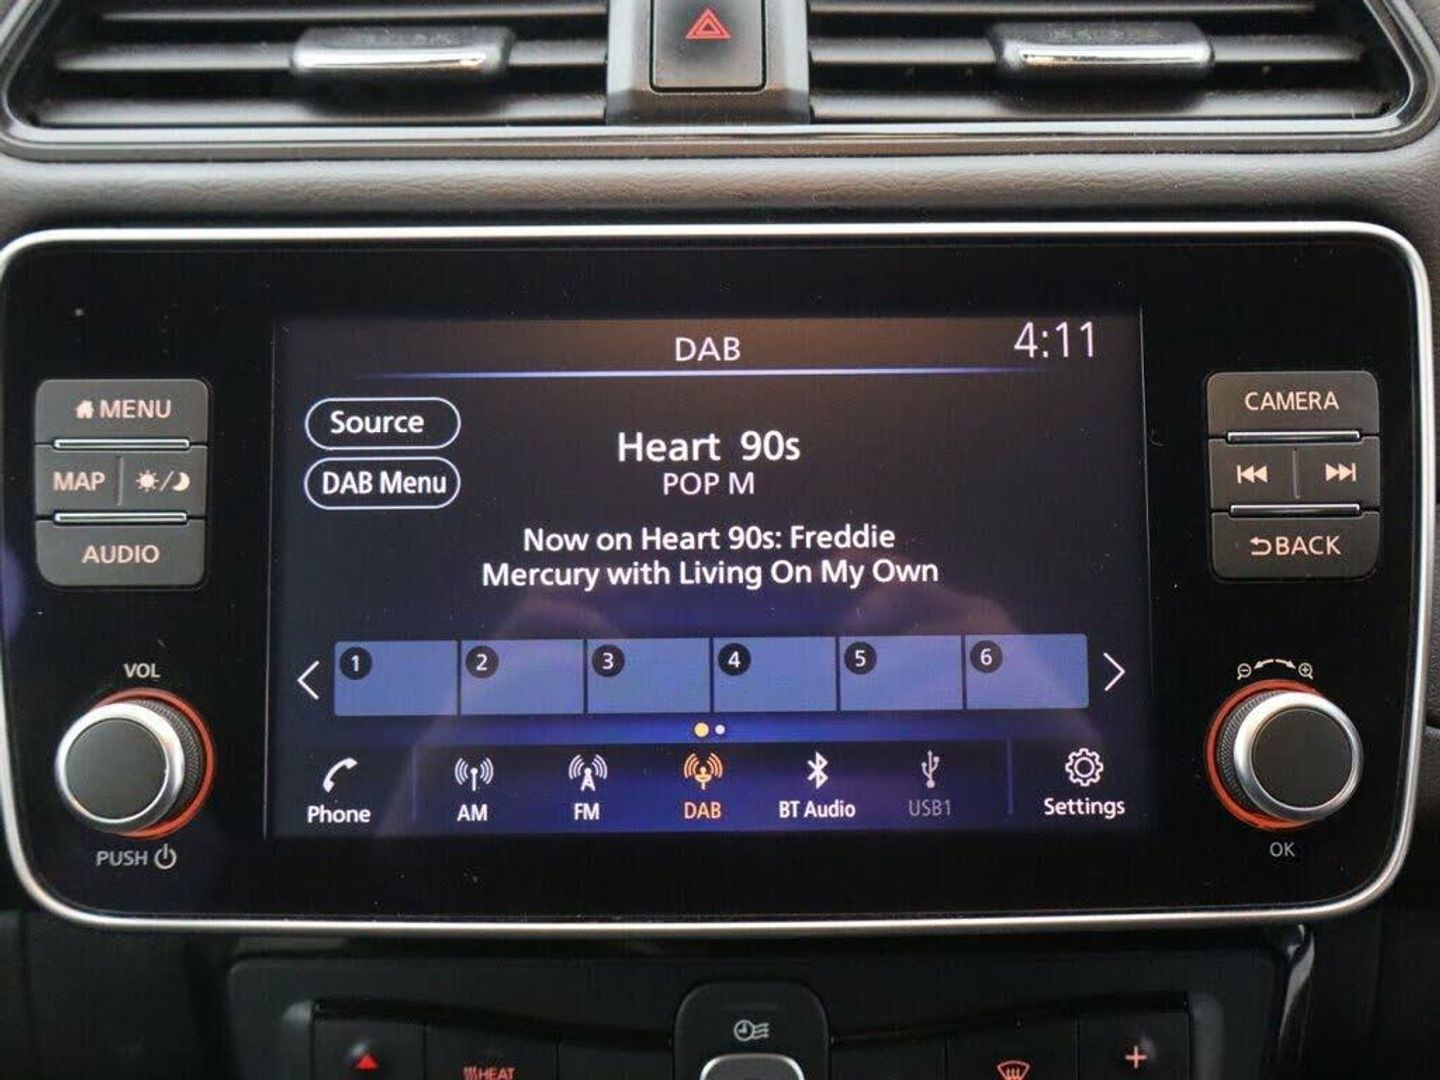 DAB
4:11
MENU
MAP
AUDIO
Source
DAB Menu
Heart 90s
POP M
Now on Heart 90s: Freddie
Mercury with Living On My Own
CAMERA
BACK
1 2 3 4 5 6
VOL
PUSH
OK
Phone
AM
FM
DAB
BT Audio
USB1
Settings
HEAT
+